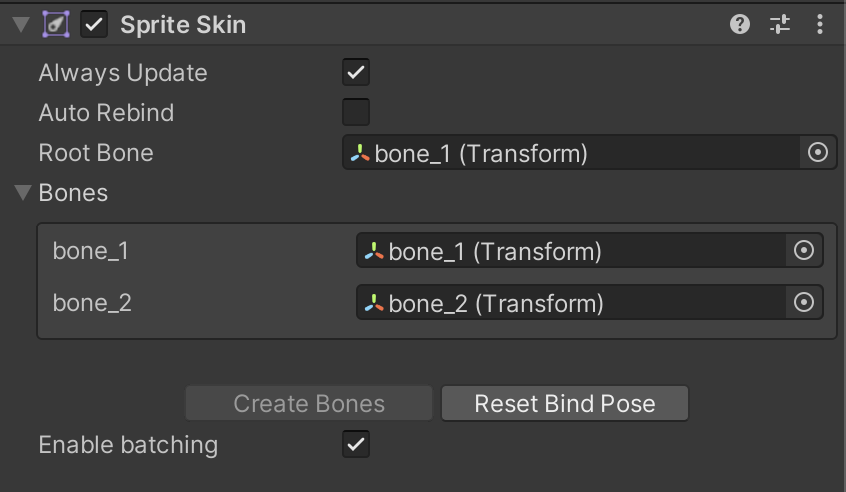 Sprite Skin
Always Update
Auto Rebind
Root Bone bone_1 (Transform)
Bones
bone_1 bone_1 (Transform)
bone_2 bone_2 (Transform)
Create Bones Reset Bind Pose
Enable batching